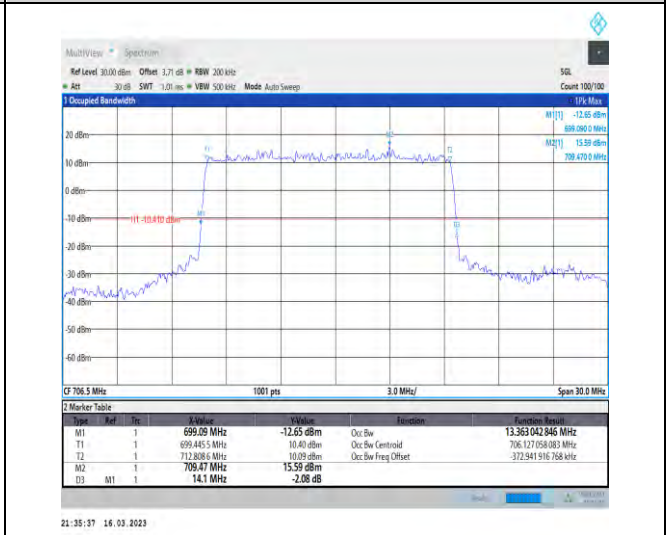 MultiView Spectrum
Ref Level 30.00 dBm Offset 3.71 dB RBW 200 kHz SGL
Att 30 dB SWT 1.01 ms VBW 500 kHz Mode Auto Sweep Count 100/100
1 Occupied Bandwidth 1Pk Max
M1[1] -12.65 dBm
699.090 0 MHz
M2[1] 15.59 dBm
709.470 0 MHz
20 dBm
T1 M2 T2
10 dBm
0 dBm
-10 dBm H1 -10.410 dBm M1 D3
-20 dBm
-30 dBm
-40 dBm
-50 dBm
-60 dBm
CF 706.5 MHz 1001 pts 3.0 MHz/ Span 30.0 MHz
2 Marker Table
Type Ref Trc X-Value Y-Value Function Function Result
M1 1 699.09 MHz -12.65 dBm Occ Bw 13.363 042 846 MHz
T1 1 699.445 5 MHz 10.40 dBm Occ Bw Centroid 706.127 058 083 MHz
T2 1 712.808 6 MHz 10.09 dBm Occ Bw Freq Offset -372.941 916 768 kHz
M2 1 709.47 MHz 15.59 dBm
D3 M1 1 14.1 MHz -2.08 dB
21:35:37 16.03.2023